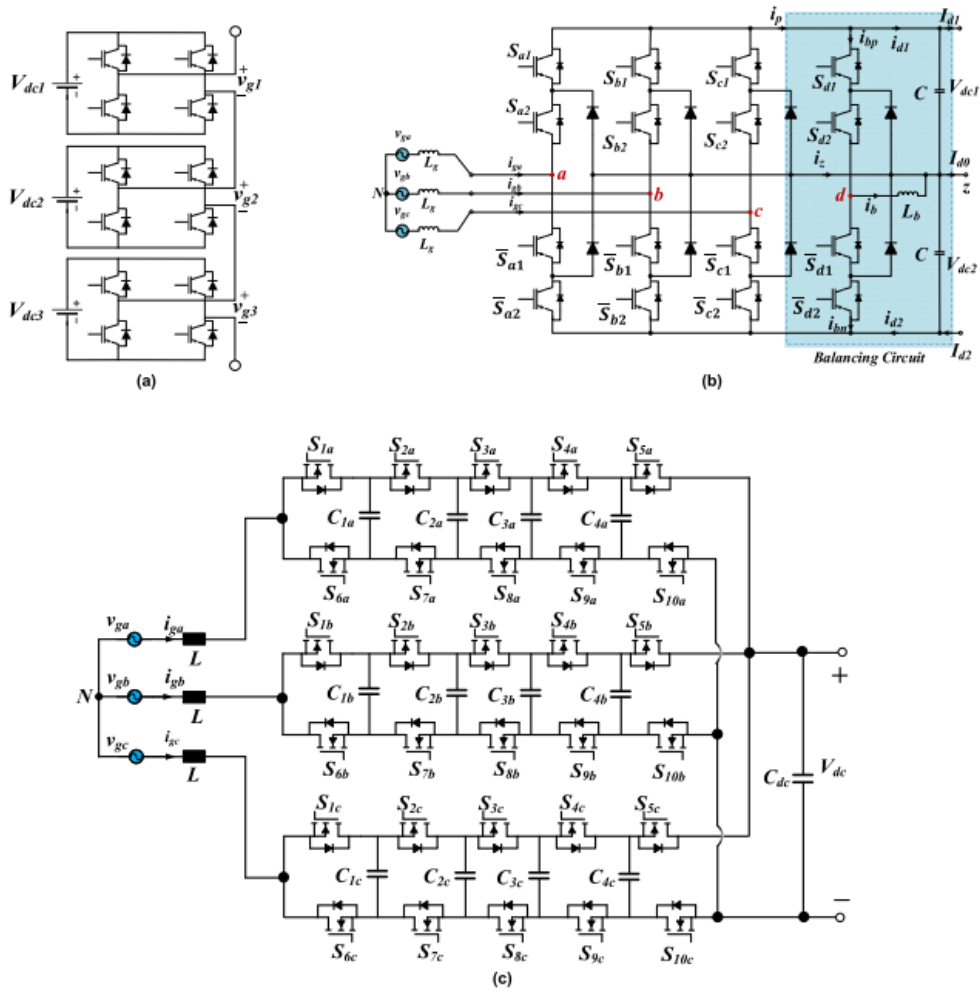 V_dc1
+
+
v_g1
−
V_dc2
+
+
v_g2
−
V_dc3
+
+
v_g3
−
(a)
i_p
i_bp
i_d1
I_d1
S_a1
S_b1
S_c1
S_d1
C
V_dc1
S_a2
S_b2
S_c2
S_d2
i_z
I_d0
z
v_ga
L_g
i_ga
a
N
v_gb
L_g
i_gb
b
d
i_b
L_b
v_gc
L_g
i_gc
c
S̅_a1
S̅_b1
S̅_c1
S̅_d1
C
V_dc2
S̅_a2
S̅_b2
S̅_c2
S̅_d2
i_bn
i_d2
I_d2
Balancing Circuit
(b)
S_1a S_2a S_3a S_4a S_5a
C_1a C_2a C_3a C_4a
S_6a S_7a S_8a S_9a S_10a
S_1b S_2b S_3b S_4b S_5b
v_ga i_ga
L
C_1b C_2b C_3b C_4b
N
v_gb i_gb
L
+
S_6b S_7b S_8b S_9b S_10b
v_gc i_gc
L
C_dc V_dc
S_1c S_2c S_3c S_4c S_5c
C_1c C_2c C_3c C_4c
−
S_6c S_7c S_8c S_9c S_10c
(c)